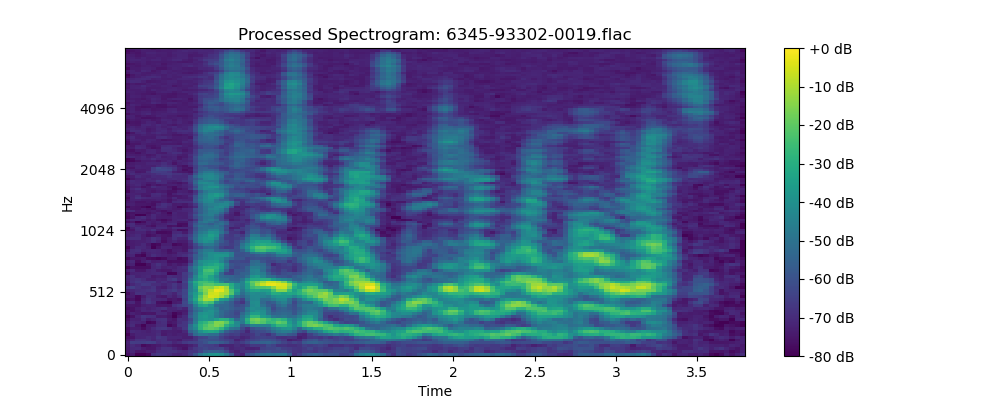 Processed Spectrogram: 6345-93302-0019.flac
Hz
4096
2048
1024
512
0
0
0.5
1
1.5
2
2.5
3
3.5
Time
+0 dB
-10 dB
-20 dB
-30 dB
-40 dB
-50 dB
-60 dB
-70 dB
-80 dB